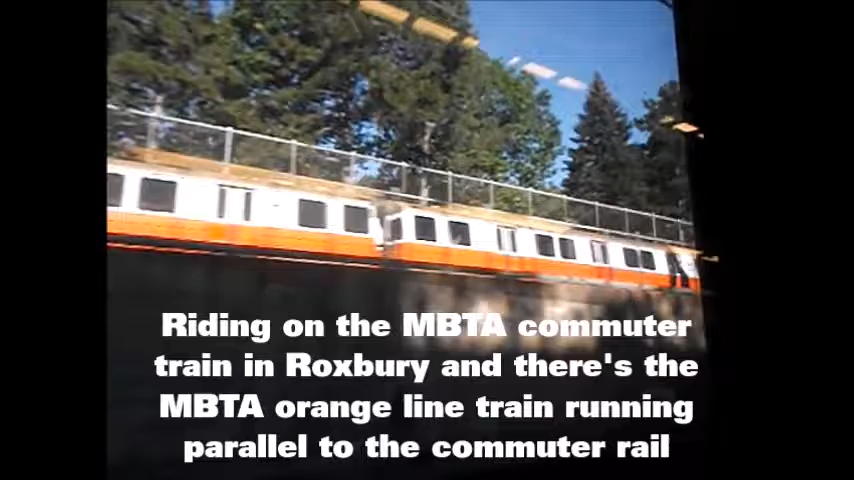 Riding on the MBTA commuter
train in Roxbury and there's the
MBTA orange line train running
parallel to the commuter rail